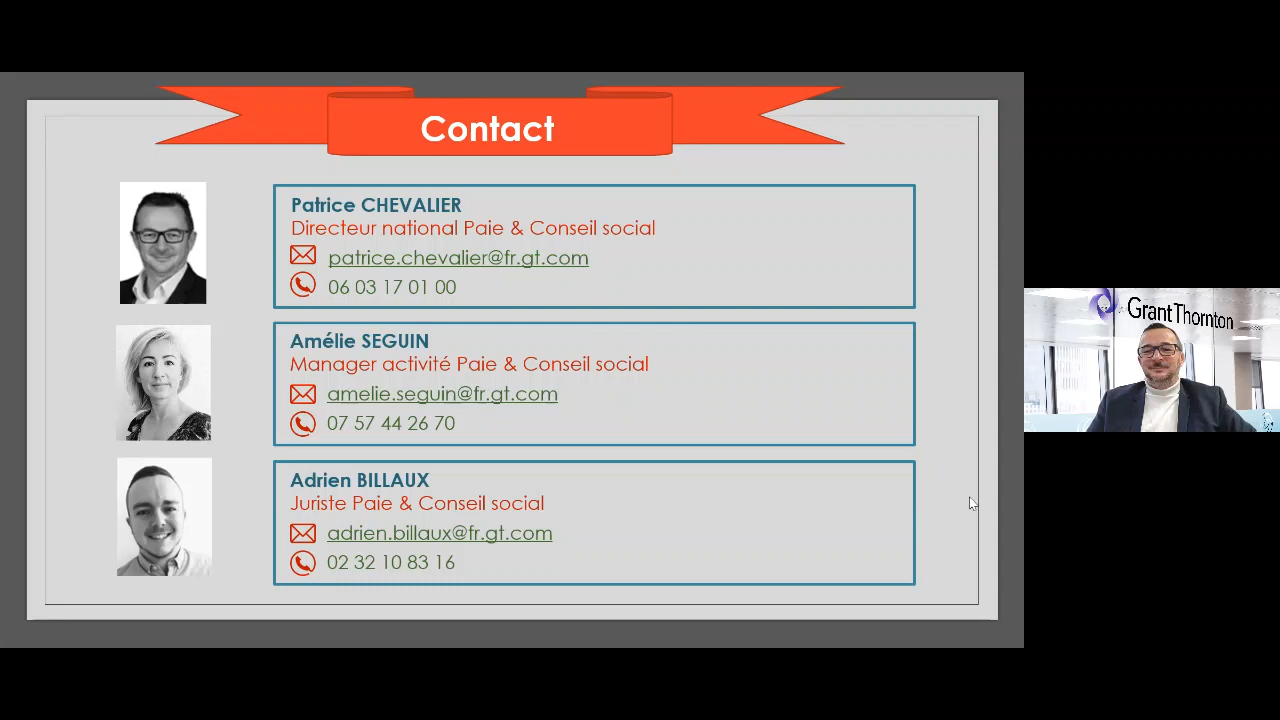 Contact
Patrice CHEVALIER
Directeur national Paie & Conseil social
patrice.chevalier@fr.gt.com
06 03 17 01 00
Amélie SEGUIN
Manager activité Paie & Conseil social
amelie.seguin@fr.gt.com
07 57 44 26 70
Adrien BILLAUX
Juriste Paie & Conseil social
adrien.billaux@fr.gt.com
02 32 10 83 16
GrantThornton